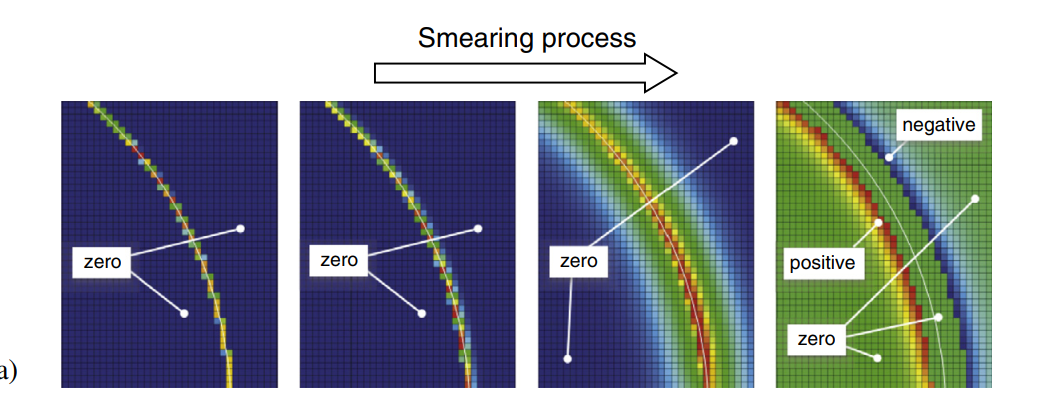 Smearing process
negative
zero
zero
zero
positive
zero
a)